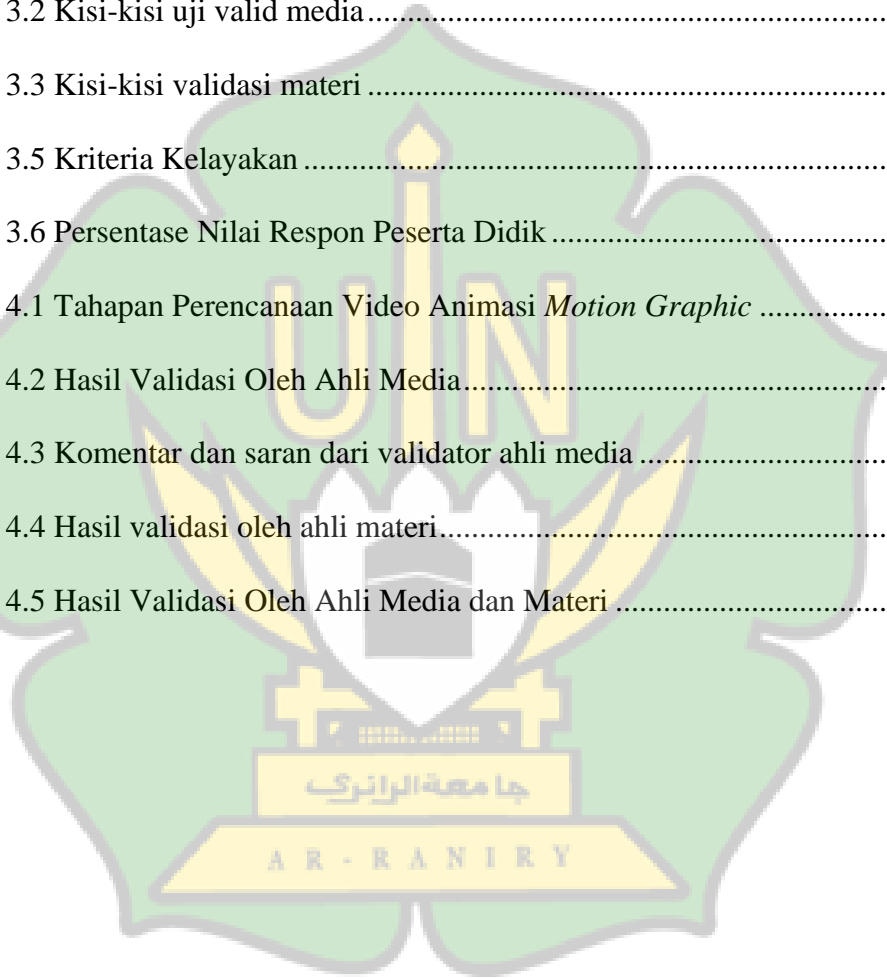 3.2 Kisi-kisi uji valid media.......................................................................
3.3 Kisi-kisi validasi materi.......................................................................
3.5 Kriteria Kelayakan.......................................................................
3.6 Persentase Nilai Respon Peserta Didik..........................................
4.1 Tahapan Perencanaan Video Animasi Motion Graphic................
4.2 Hasil Validasi Oleh Ahli Media.....................................................
4.3 Komentar dan saran dari validator ahli media...............................
4.4 Hasil validasi oleh ahli materi........................................................
4.5 Hasil Validasi Oleh Ahli Media dan Materi..................................
UIN
جامعة الرانري
AR-RANIRY